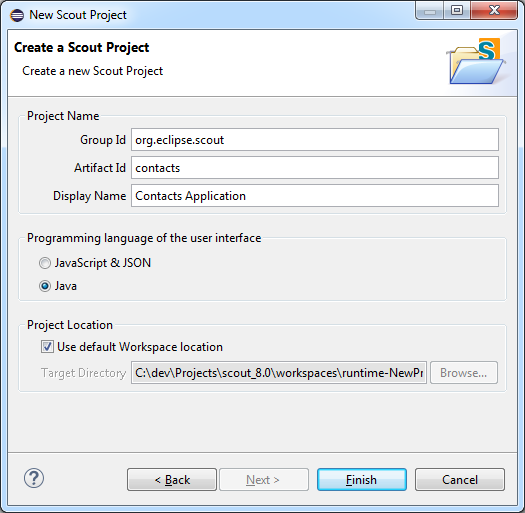 New Scout Project
Create a Scout Project
Create a new Scout Project
S
Project Name
Group Id org.eclipse.scout
Artifact Id contacts
Display Name Contacts Application
Programming language of the user interface
JavaScript & JSON
Java
Project Location
Use default Workspace location
Target Directory C:\dev\Projects\scout_8.0\workspaces\runtime-NewPr Browse...
? < Back Next > Finish Cancel